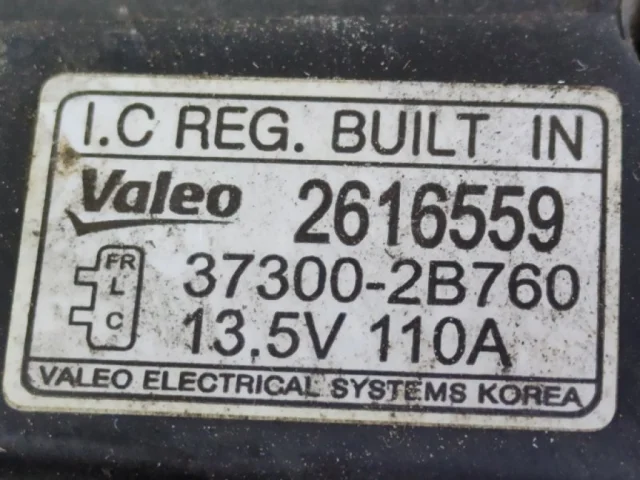 I.C REG. BUILT IN
Valeo 2616559
FR
L
C
37300-2B760
13.5V 110A
VALEO ELECTRICAL SYSTEMS KOREA